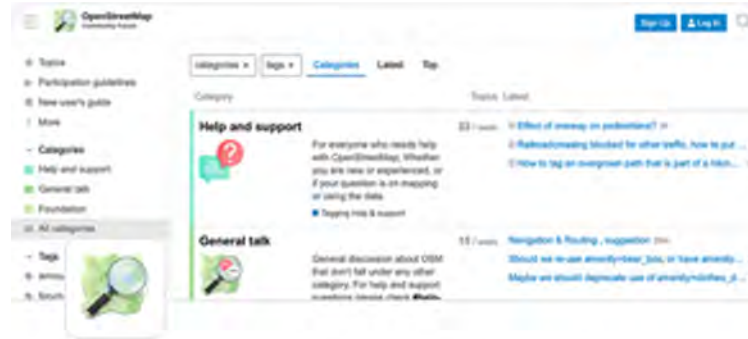 OpenStreetMap
Community Forum
Sign Up
Log In
Topics
Participation guidelines
New user's guide
More
Categories
Help and support
General talk
Foundation
All categories
Tags
categories
tags
Categories
Latest
Top
Category
Topics
Latest
Help and support
For everyone who needs help
with OpenStreetMap. Whether
you are new or experienced, or
if your question is on mapping
or using the data.
Tagging help & support
Effect of oneway on pedestrians?
Railroad crossing blocked for other traffic, how to put ...
How to tag an overgrown path that is part of a hikin...
General talk
General discussion about OSM
that don't fall under any other
category. For help and support
questions please check
Navigation & Routing , suggestion
Should we re-use amenity=bear_box, or have amenity...
Maybe we should deprecate use of amenity=clothes_d...